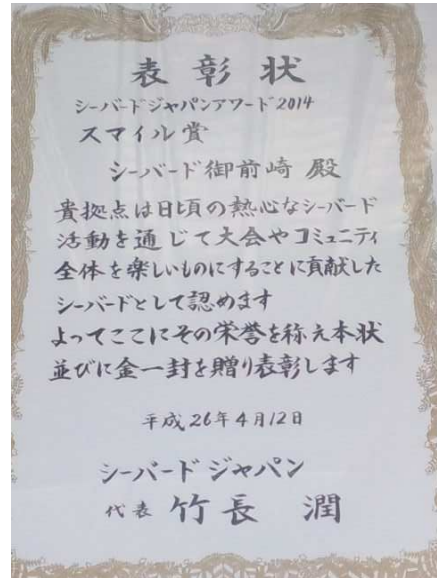 表彰状
シーバードジャパンアワード2014
スマイル賞
シーバード御前崎 殿
貴拠点は日頃の熱心なシーバード
活動を通じて大会やコミュニティ
全体を楽しいものにすることに貢献した
シーバードとして認めます
よってここにその栄誉を称え本状
並びに金一封を贈り表彰します
平成26年4月12日
シーバードジャパン
代表 竹長 潤